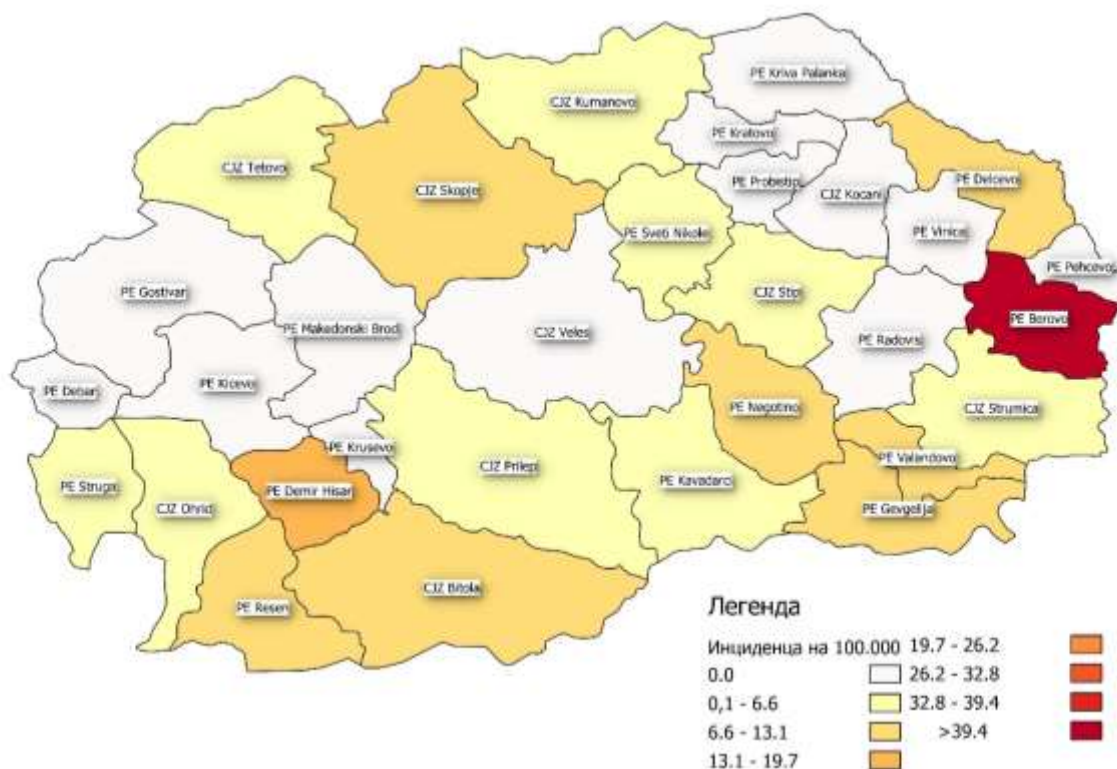 PE Kriva Palanka
CJZ Kumanovo
PE Kratovo
CJZ Tetovo
PE Probistip
PE Delcevo
CJZ Skopje
CJZ Kocani
PE Sveti Nikole
PE Vinica
PE Pehcevo
PE Gostivar
CJZ Stip
PE Berovo
PE Makedonski Brod
CJZ Veles
PE Radovis
PE Debar
PE Kicevo
PE Negotino
CJZ Strumica
PE Krusevo
PE Valandovo
CJZ Prilep
PE Kavadarci
PE Struga
PE Demir Hisar
CJZ Ohrid
PE Gevgelija
CJZ Bitola
PE Resen
Легенда
Инциденца на 100.000
0.0
0,1 - 6.6
6.6 - 13.1
13.1 - 19.7
19.7 - 26.2
26.2 - 32.8
32.8 - 39.4
>39.4